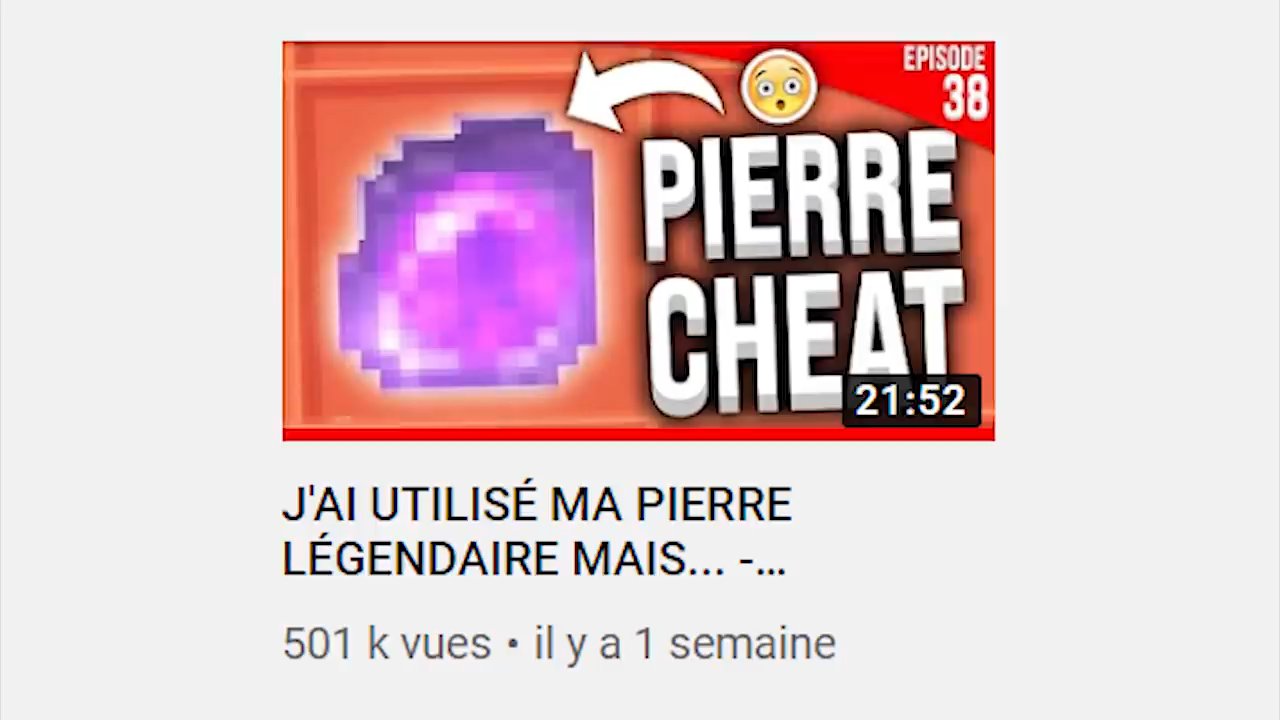 EPISODE
38
PIERRE
CHEAT
21:52
J'AI UTILISÉ MA PIERRE
LÉGENDAIRE MAIS... -...
501 k vues • il y a 1 semaine